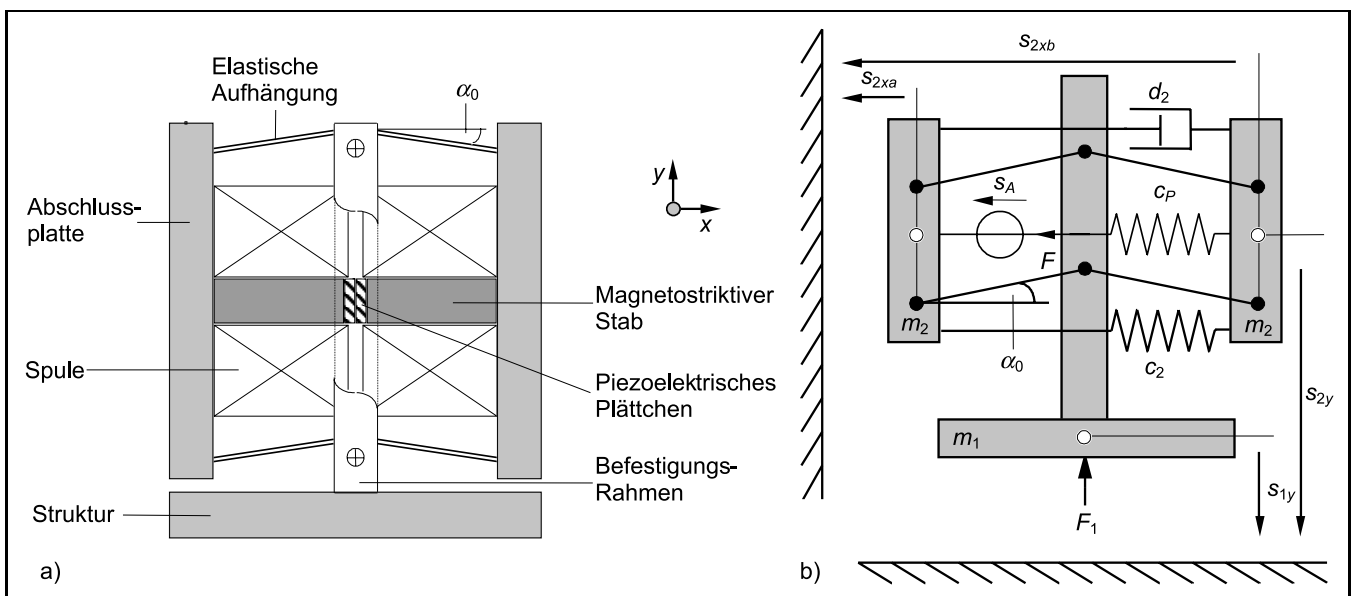 Elastische
Aufhängung
α0
Abschluss-
platte
y
x
Magnetostriktiver
Stab
Spule
Piezoelektrisches
Plättchen
Befestigungs-
Rahmen
Struktur
a)
s2xb
s2xa
d2
sA
cP
F
m2
m2
α0
c2
s2y
m1
s1y
F1
b)